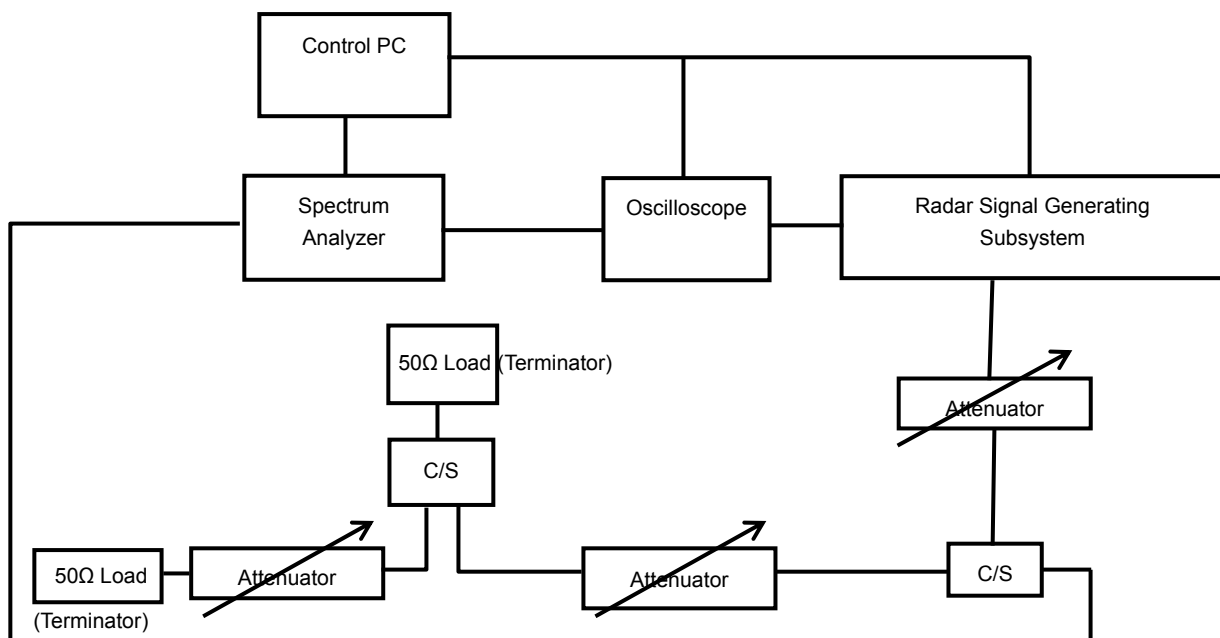 Control PC
Spectrum
Analyzer
Oscilloscope
Radar Signal Generating
Subsystem
50Ω Load (Terminator)
Attenuator
C/S
50Ω Load
(Terminator)
Attenuator
Attenuator
C/S